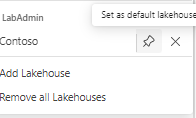 LabAdmin
Set as default lakehouse
Contoso
Add Lakehouse
Remove all Lakehouses